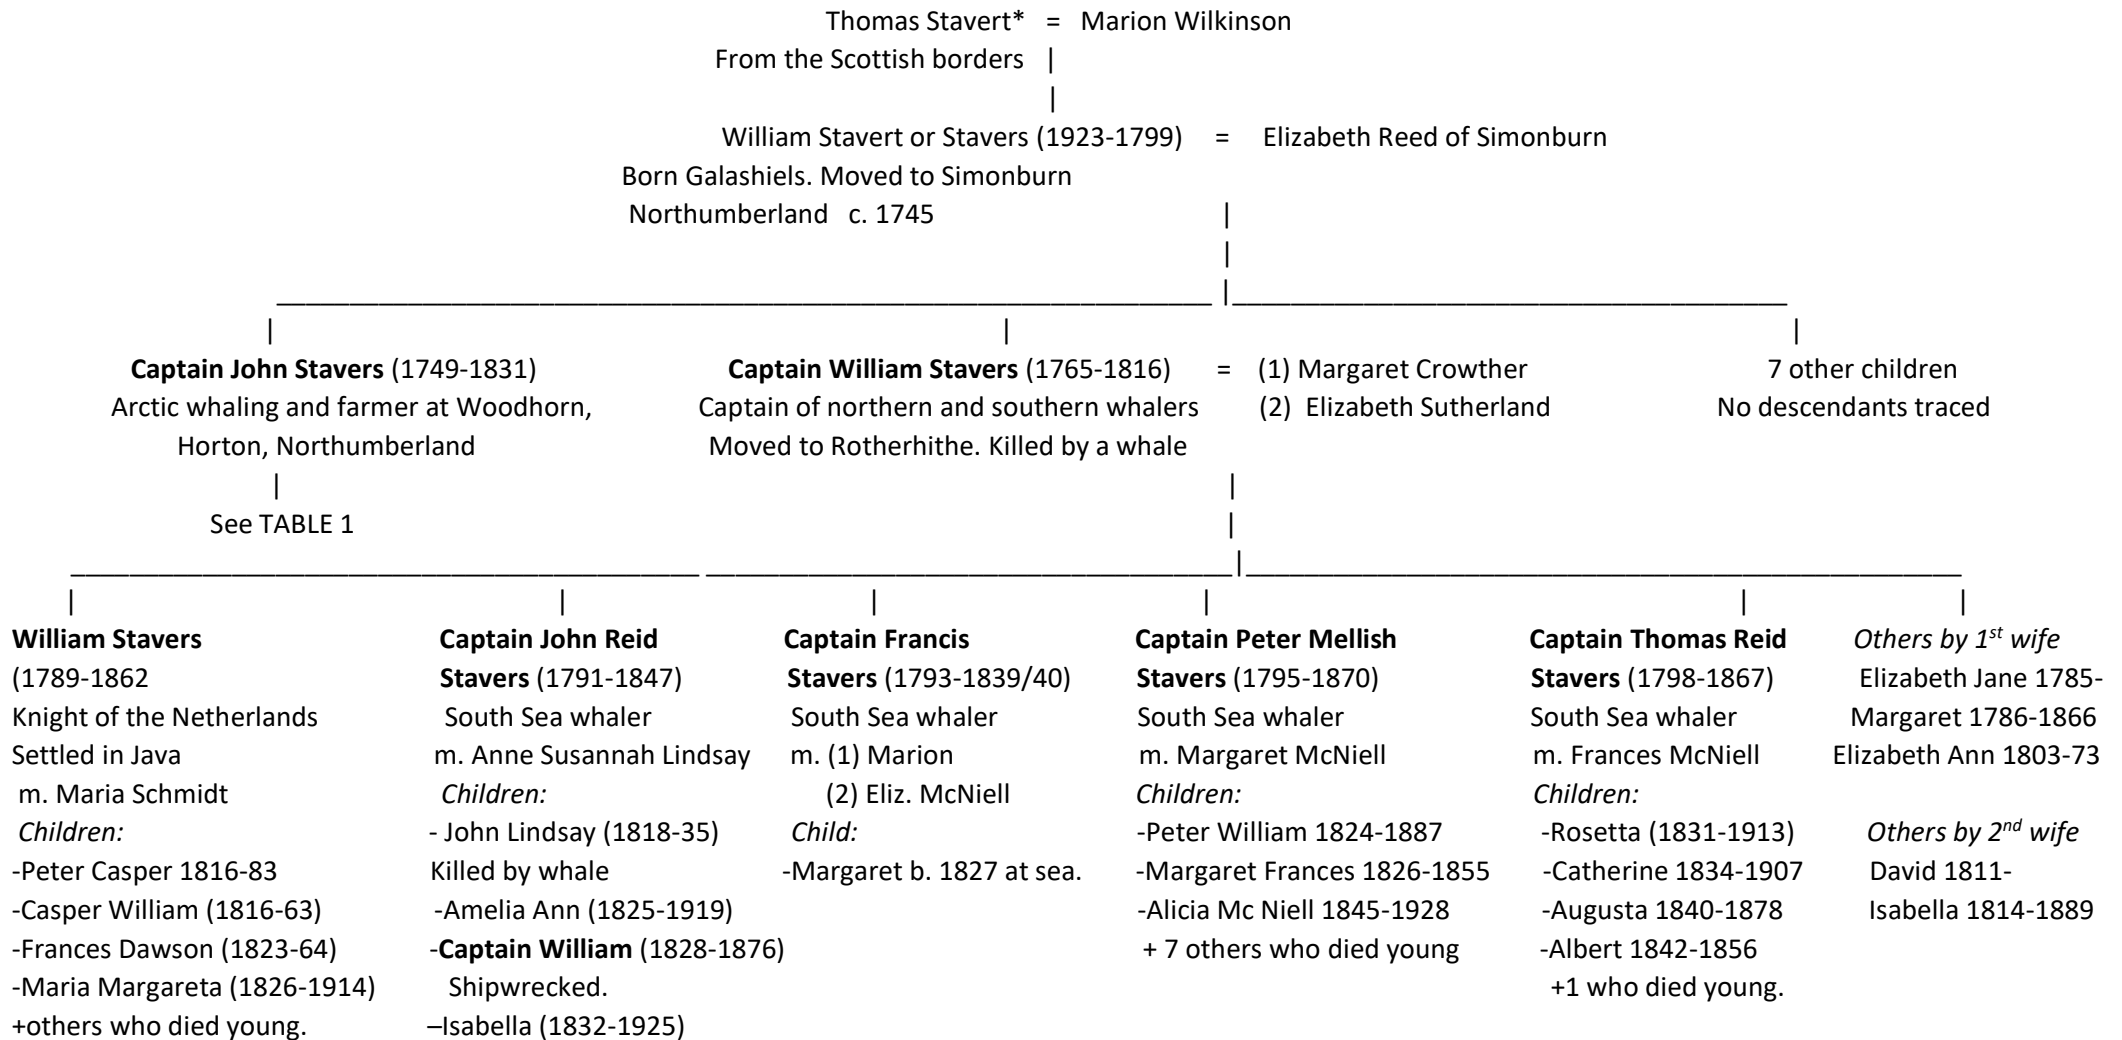 Thomas Stavert* = Marion Wilkinson
From the Scottish borders
William Stavert or Stavers (1923-1799) = Elizabeth Reed of Simonburn
Born Galashiels. Moved to Simonburn
Northumberland c. 1745
Captain John Stavers (1749-1831)
Arctic whaling and farmer at Woodhorn,
Horton, Northumberland
See TABLE 1
Captain William Stavers (1765-1816) = (1) Margaret Crowther
Captain of northern and southern whalers (2) Elizabeth Sutherland
Moved to Rotherhithe. Killed by a whale
7 other children
No descendants traced
William Stavers
(1789-1862
Knight of the Netherlands
Settled in Java
m. Maria Schmidt
Children:
-Peter Casper 1816-83
-Casper William (1816-63)
-Frances Dawson (1823-64)
-Maria Margareta (1826-1914)
+others who died young.
Captain John Reid
Stavers (1791-1847)
South Sea whaler
m. Anne Susannah Lindsay
Children:
- John Lindsay (1818-35)
Killed by whale
-Amelia Ann (1825-1919)
-Captain William (1828-1876)
Shipwrecked.
–Isabella (1832-1925)
Captain Francis
Stavers (1793-1839/40)
South Sea whaler
m. (1) Marion
(2) Eliz. McNiell
Child:
-Margaret b. 1827 at sea.
Captain Peter Mellish
Stavers (1795-1870)
South Sea whaler
m. Margaret McNiell
Children:
-Peter William 1824-1887
-Margaret Frances 1826-1855
-Alicia Mc Niell 1845-1928
+ 7 others who died young
Captain Thomas Reid
Stavers (1798-1867)
South Sea whaler
m. Frances McNiell
Children:
-Rosetta (1831-1913)
-Catherine 1834-1907
-Augusta 1840-1878
-Albert 1842-1856
+1 who died young.
Others by 1st wife
Elizabeth Jane 1785-
Margaret 1786-1866
Elizabeth Ann 1803-73
Others by 2nd wife
David 1811-
Isabella 1814-1889